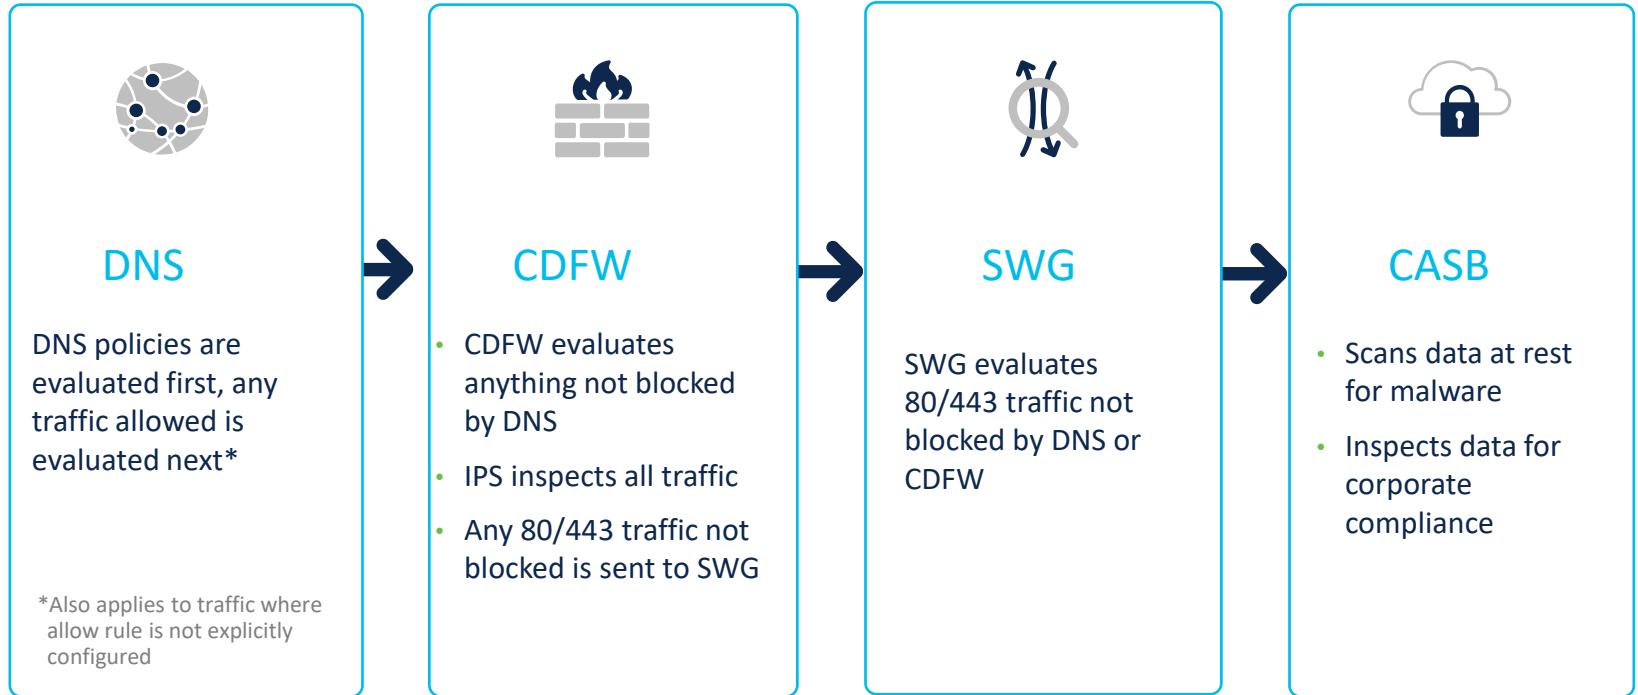 DNS
DNS policies are
evaluated first, any
traffic allowed is
evaluated next*
*Also applies to traffic where
allow rule is not explicitly
configured
CDFW
• CDFW evaluates
anything not blocked
by DNS
• IPS inspects all traffic
• Any 80/443 traffic not
blocked is sent to SWG
SWG
SWG evaluates
80/443 traffic not
blocked by DNS or
CDFW
CASB
• Scans data at rest
for malware
• Inspects data for
corporate
compliance